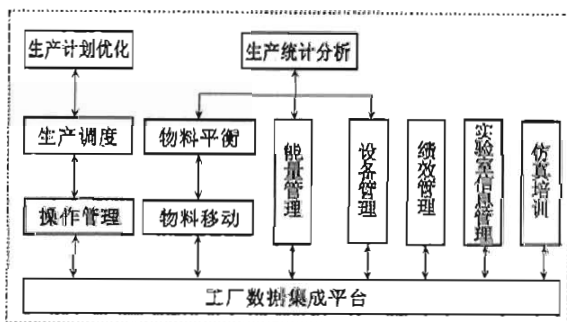 生产计划优化
生产统计分析
生产调度
物料平衡
能量管理
设备管理
绩效管理
实验室信息管理
仿真培训
操作管理
物料移动
工厂数据集成平台